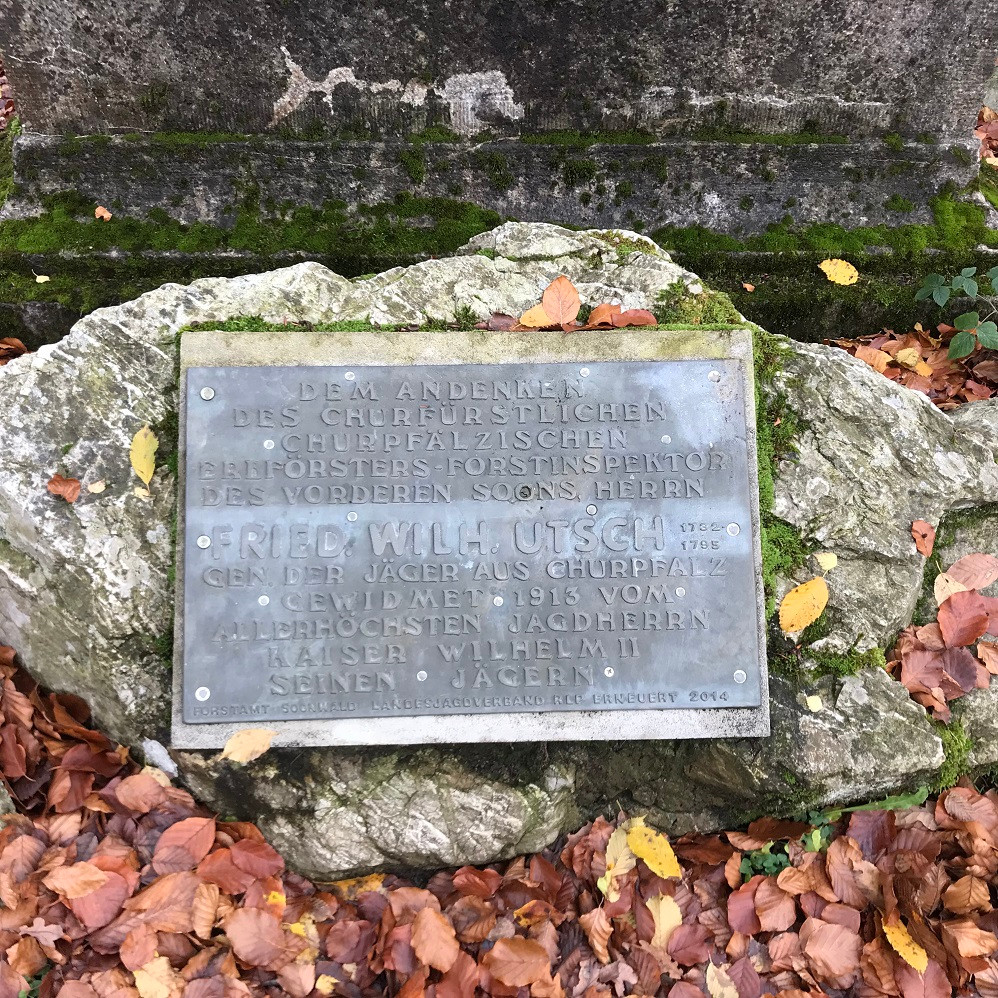 DEM ANDENKEN
DES CHURFÜRSTLICHEN
CHURPFÄLZISCHEN
ERBFÖRSTERS-FORSTINSPEKTOR
DES VORDEREN SOONS, HERRN
FRIED. WILH. UTSCH 1732-1795
GEN. DER JÄGER AUS CHURPFALZ
GEWIDMET 1913 VOM
ALLERHÖCHSTEN JAGDHERRN
KAISER WILHELM II
SEINEN JÄGERN
FORSTAMT SOONWALD LANDESJAGDVERBAND RLP ERNEUERT 2014